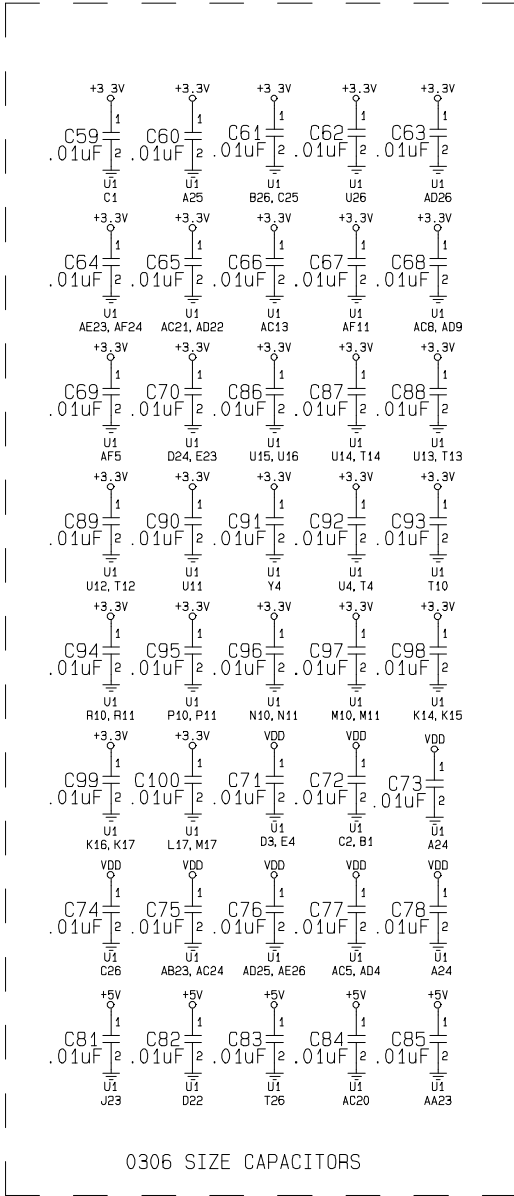 +3.3V +3.3V +3.3V +3.3V +3.3V
1 1 1 1 1
C59 C60 C61 C62 C63
.01uF 2 .01uF 2 .01uF 2 .01uF 2 .01uF 2
U1 U1 U1 U1 U1
C1 A25 B26, C25 U26 AD26
+3.3V +3.3V +3.3V +3.3V +3.3V
1 1 1 1 1
C64 C65 C66 C67 C68
.01uF 2 .01uF 2 .01uF 2 .01uF 2 .01uF 2
U1 U1 U1 U1 U1
AE23, AF24 AC21, AD22 AC13 AF11 AC8, AD9
+3.3V +3.3V +3.3V +3.3V +3.3V
1 1 1 1 1
C69 C70 C86 C87 C88
.01uF 2 .01uF 2 .01uF 2 .01uF 2 .01uF 2
U1 U1 U1 U1 U1
AF5 D24, E23 U15, U16 U14, T14 U13, T13
+3.3V +3.3V +3.3V +3.3V +3.3V
1 1 1 1 1
C89 C90 C91 C92 C93
.01uF 2 .01uF 2 .01uF 2 .01uF 2 .01uF 2
U1 U1 U1 U1 U1
U12, T12 U11 Y4 U4, T4 T10
+3.3V +3.3V +3.3V +3.3V +3.3V
1 1 1 1 1
C94 C95 C96 C97 C98
.01uF 2 .01uF 2 .01uF 2 .01uF 2 .01uF 2
U1 U1 U1 U1 U1
R10, R11 P10, P11 N10, N11 M10, M11 K14, K15
+3.3V +3.3V VDD VDD VDD
1 1 1 1 1
C99 C100 C71 C72 C73
.01uF 2 .01uF 2 .01uF 2 .01uF 2 .01uF 2
U1 U1 U1 U1 U1
K16, K17 L17, M17 D3, E4 C2, B1 A24
VDD VDD VDD VDD VDD
1 1 1 1 1
C74 C75 C76 C77 C78
.01uF 2 .01uF 2 .01uF 2 .01uF 2 .01uF 2
U1 U1 U1 U1 U1
C26 AB23, AC24 AD25, AE26 AC5, AD4 A24
+5V +5V +5V +5V +5V
1 1 1 1 1
C81 C82 C83 C84 C85
.01uF 2 .01uF 2 .01uF 2 .01uF 2 .01uF 2
U1 U1 U1 U1 U1
J23 D22 T26 AC20 AA23
0306 SIZE CAPACITORS